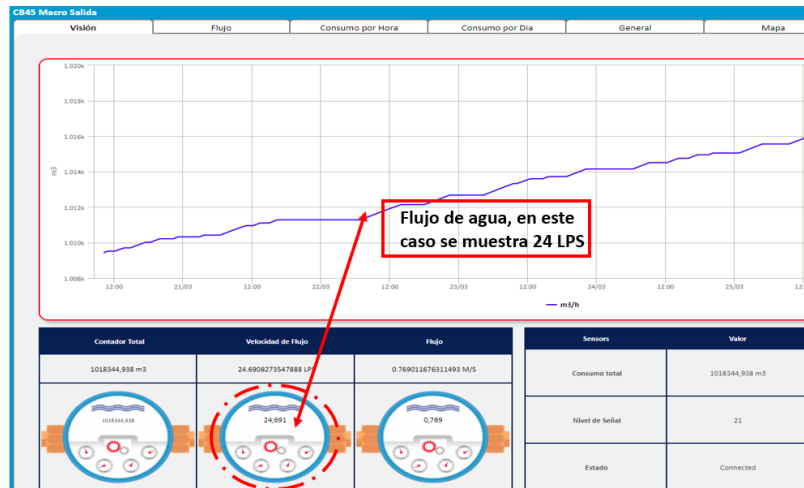 CB45 Macro Salida
Visión Flujo Consumo por Hora Consumo por Dia General Mapa
1.020k
1.018k
1.016k
m3
1.014k
1.012k
Flujo de agua, en este
caso se muestra 24 LPS
1.010k
1.008k
12:00 21/03 12:00 22/03 12:00 23/03 12:00 24/03 12:00 25/03 12:
m3/h
Contador Total Velocidad de Flujo Flujo Sensors Valor
1018344,938 m3 24.6908273547888 LPS 0.769011676311493 M/S Consumo total 1018344,938 m3
1018344,938 24,691 0,769
Nivel de Señal 21
Estado Connected